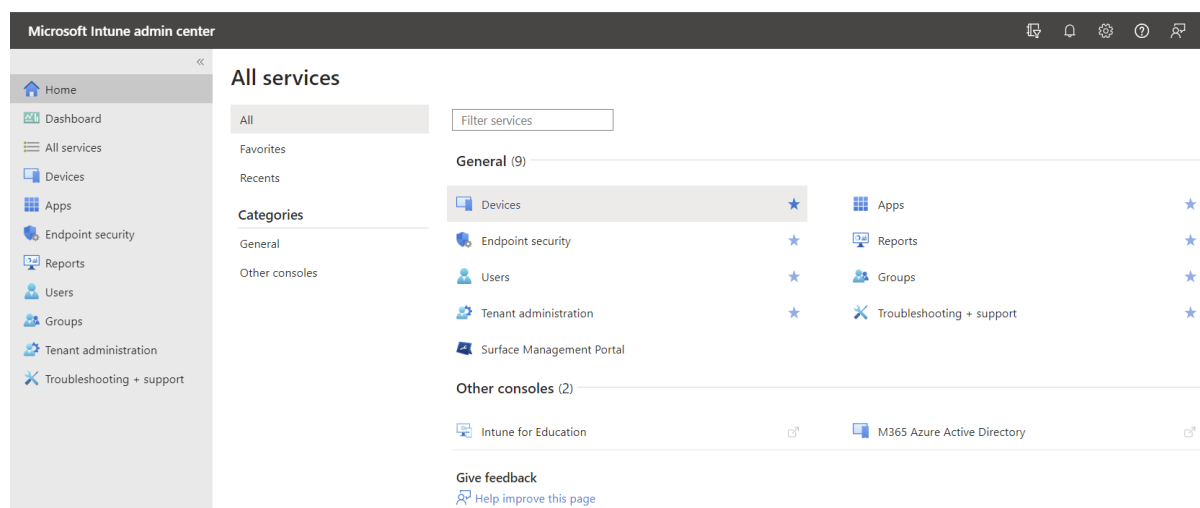 Microsoft Intune admin center
«
Home
Dashboard
All services
Devices
Apps
Endpoint security
Reports
Users
Groups
Tenant administration
Troubleshooting + support
All services
All
Favorites
Recents
Categories
General
Other consoles
Filter services
General (9)
Devices
Apps
Endpoint security
Reports
Users
Groups
Tenant administration
Troubleshooting + support
Surface Management Portal
Other consoles (2)
Intune for Education
M365 Azure Active Directory
Give feedback
Help improve this page